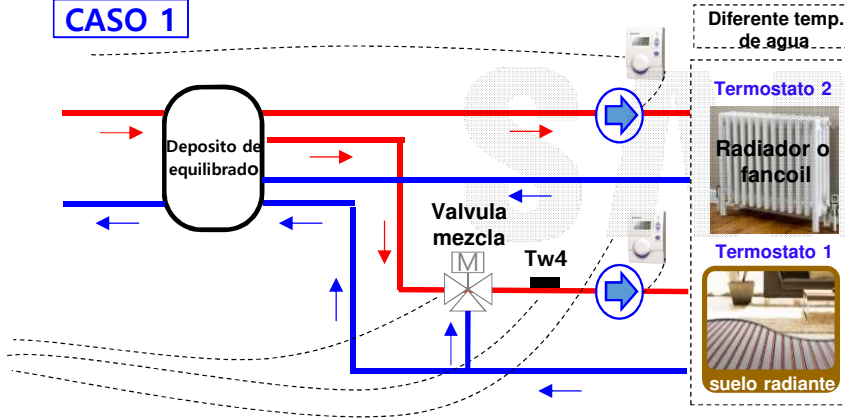 CASO 1
Diferente temp.
de agua
Termostato 2
Deposito de
equilibrado
Radiador o
fancoil
Valvula
mezcla
M
Tw4
Termostato 1
suelo radiante